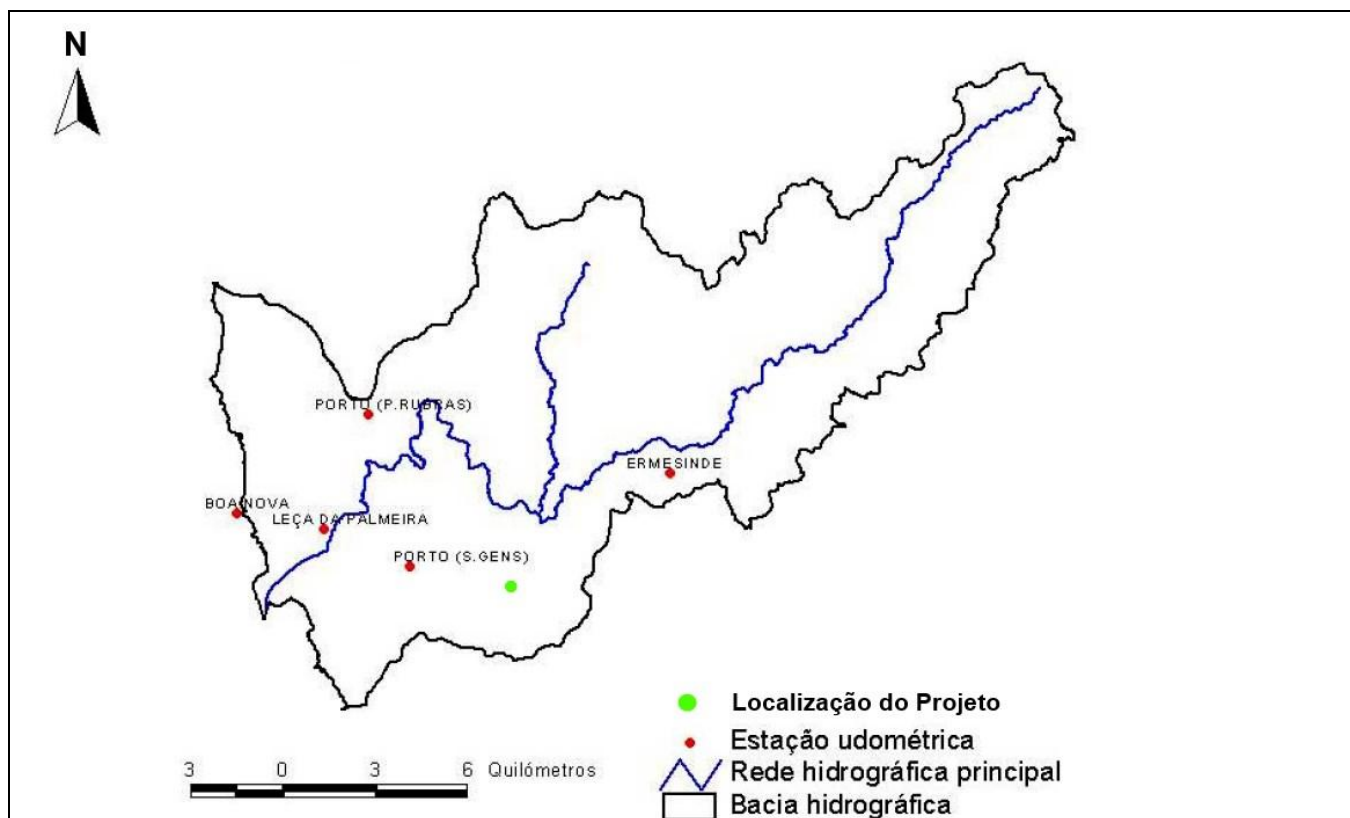 N
PORTO (P.RUBRAS)
ERMESINDE
BOA NOVA
LEÇA DA PALMEIRA
PORTO (S.GENS)
Localização do Projeto
Estação udométrica
3 0 3 6 Quilómetros
Rede hidrográfica principal
Bacia hidrográfica